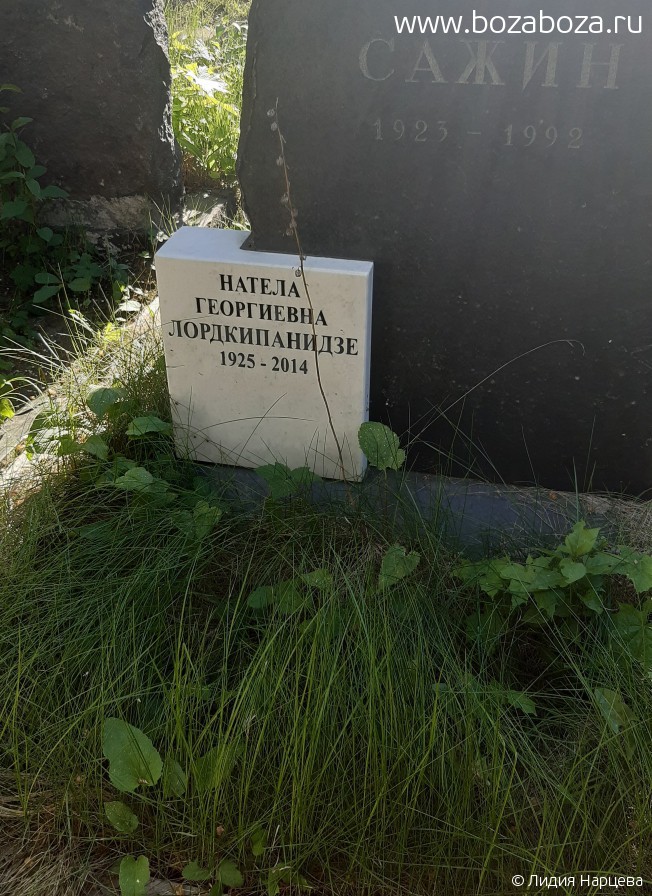 www.bozaboza.ru
САЖИН
1923 - 1992
НАТЕЛА
ГЕОРГИЕВНА
ЛОРДКИПАНИДЗЕ
1925 - 2014
© Лидия Нарцева